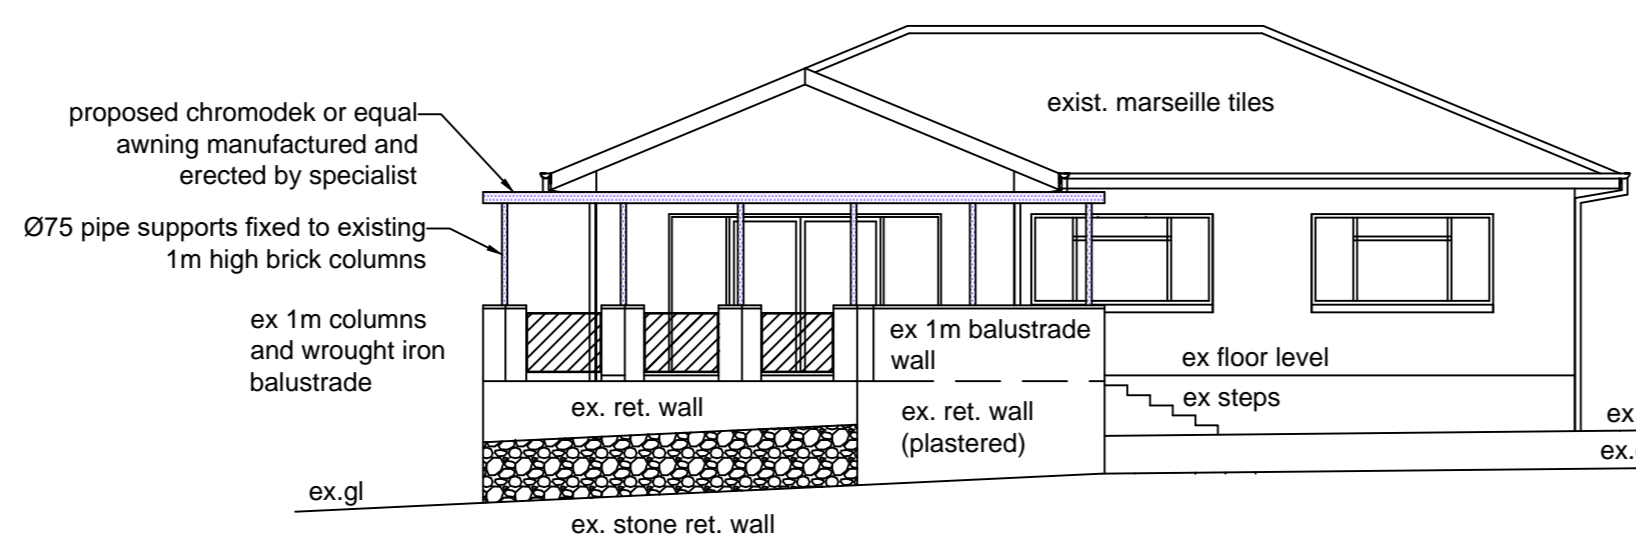 proposed chromodek or equal
awning manufactured and
erected by specialist
exist. marseille tiles
Ø75 pipe supports fixed to existing
1m high brick columns
ex 1m columns
and wrought iron
balustrade
ex 1m balustrade
wall
ex floor level
ex steps
ex. ret. wall
ex. ret. wall
(plastered)
ex.
ex.gl
ex. stone ret. wall